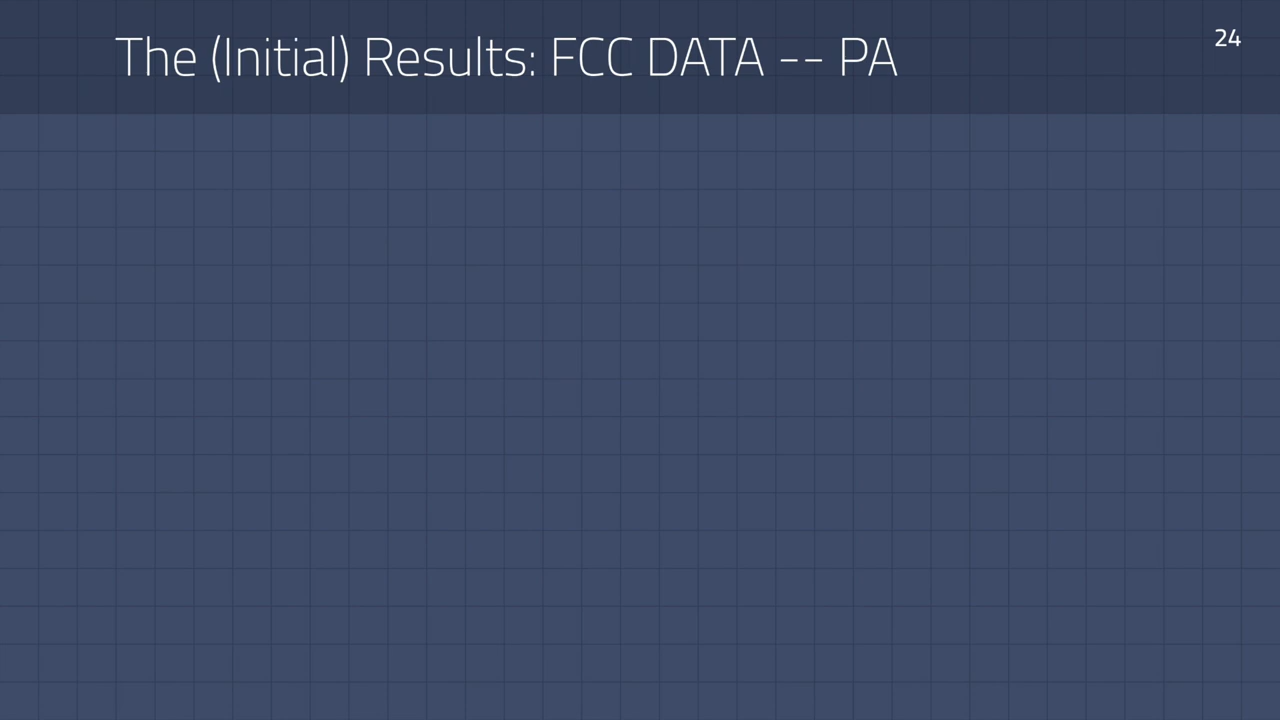 The (Initial) Results: FCC DATA -- PA
24